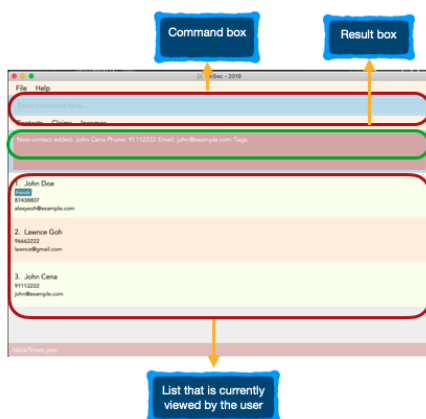 Command box
Result box
- 2019
File Help
Enter command here...
Contacts Claims Incomes
New contact added: John Cena Phone: 91112222 Email: john@example.com Tags:
1. John Doe
friends
87438807
alexyeoh@example.com
2. Lawnce Goh
96662222
lawnce@gmail.com
3. John Cena
91112222
john@example.com
List that is currently
viewed by the user